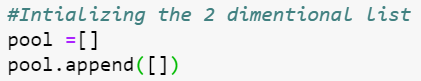 #Intializing the 2 dimentional list
pool =[]
pool.append([])